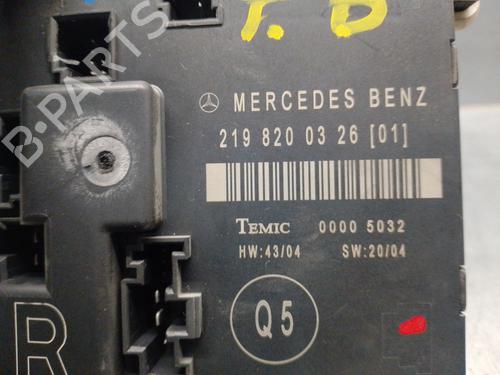 T.D
B-PARTS
MERCEDES BENZ
219 820 03 26 [01]
TEMIC 0000 5032
HW:43/04 SW:20/04
Q5
R